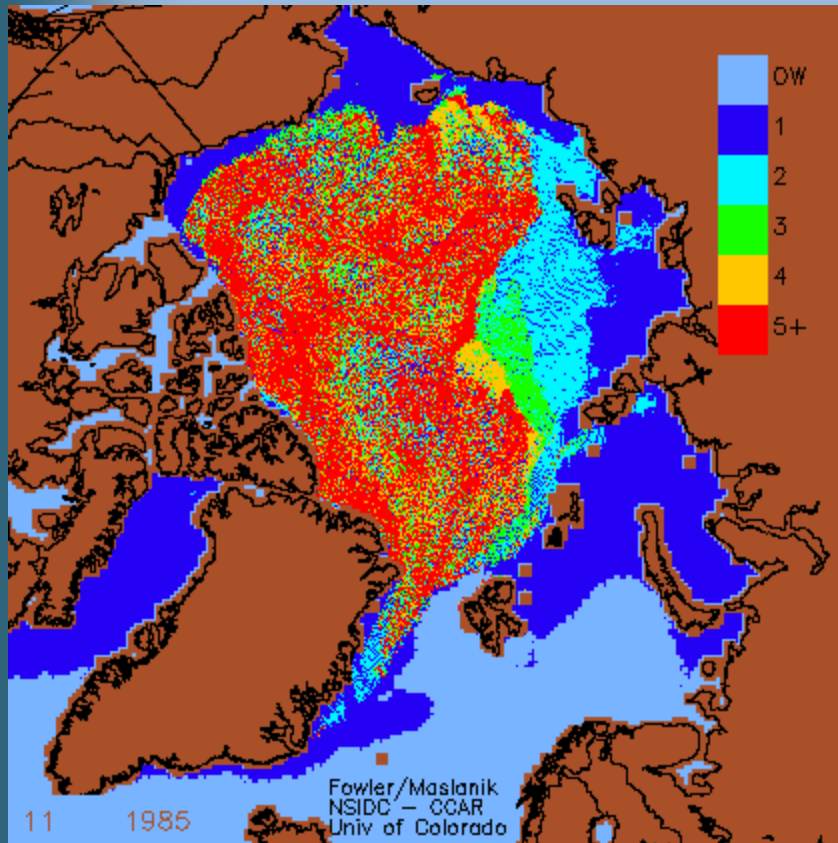 OW
1
2
3
4
5+
Fowler/Maslanik
NSIDC – CCAR
Univ of Colorado
11 1985